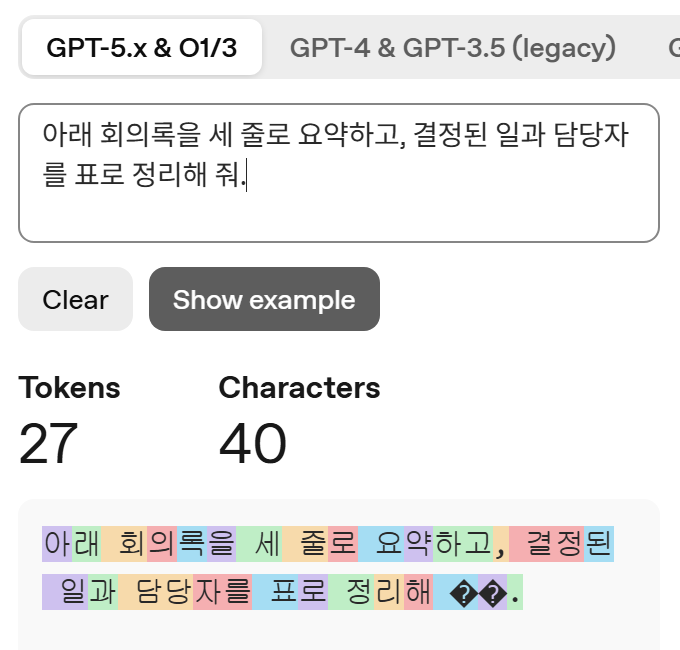 GPT-5.x & O1/3 GPT-4 & GPT-3.5 (legacy)
아래 회의록을 세 줄로 요약하고, 결정된 일과 담당자
를 표로 정리해 줘.
Clear Show example
Tokens Characters
27 40
아래 회의록을 세 줄로 요약하고, 결정된
일과 담당자를 표로 정리해 ��.